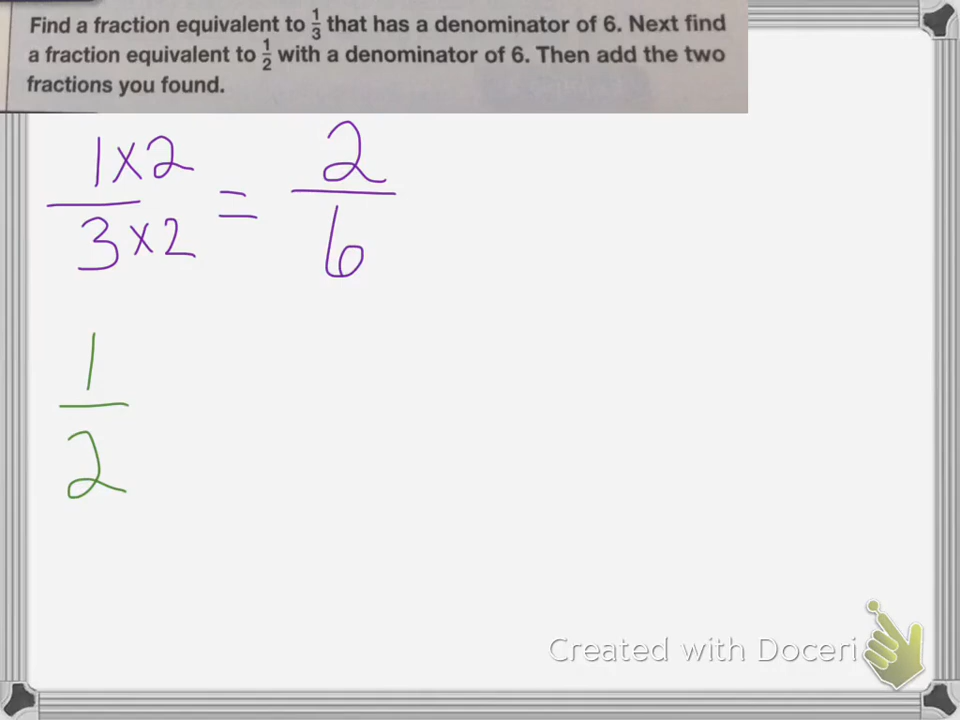 Find a fraction equivalent to 1/3 that has a denominator of 6. Next find
a fraction equivalent to 1/2 with a denominator of 6. Then add the two
fractions you found.
1x2
3x2
=
2
6
1
2
Created with Doceri